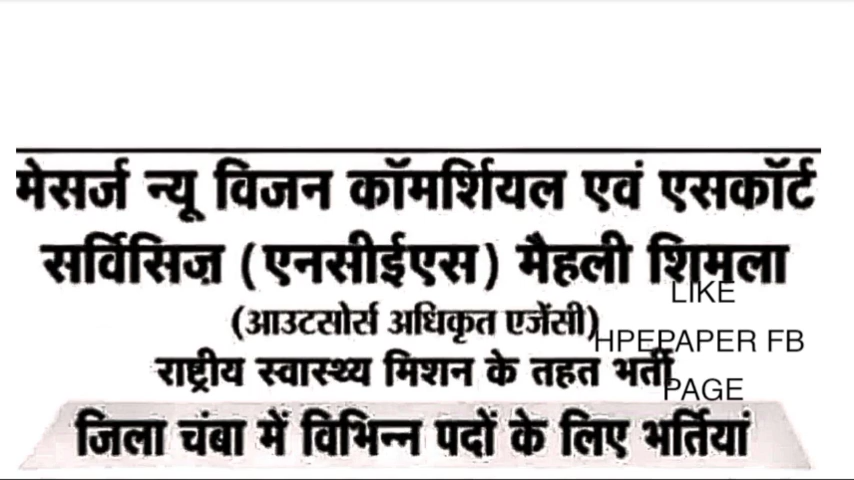 मेसर्ज न्यू विजन कॉमर्शियल एवं एसकॉर्ट
सर्विसिज़ (एनसीईएस) मैहली शिमला
(आउटसोर्स अधिकृत एजेंसी)
राष्ट्रीय स्वास्थ्य मिशन के तहत भर्ती
जिला चंबा में विभिन्न पदों के लिए भर्तियां
LIKE
HPEPAPER FB
PAGE